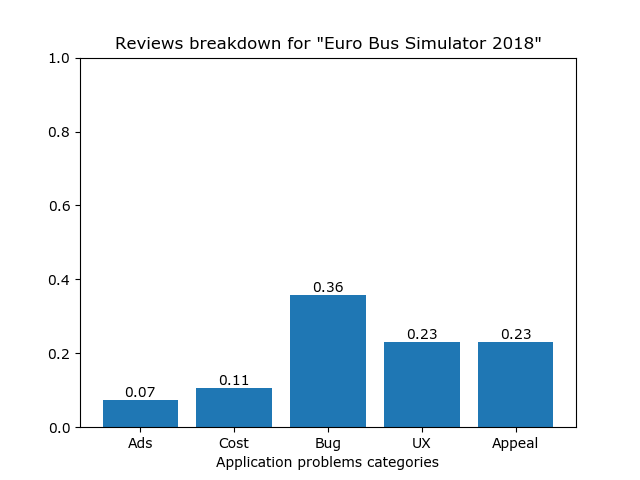 Reviews breakdown for "Euro Bus Simulator 2018"
1.0
0.8
0.6
0.4
0.2
0.0
0.07
0.11
0.36
0.23
0.23
Ads
Cost
Bug
UX
Appeal
Application problems categories